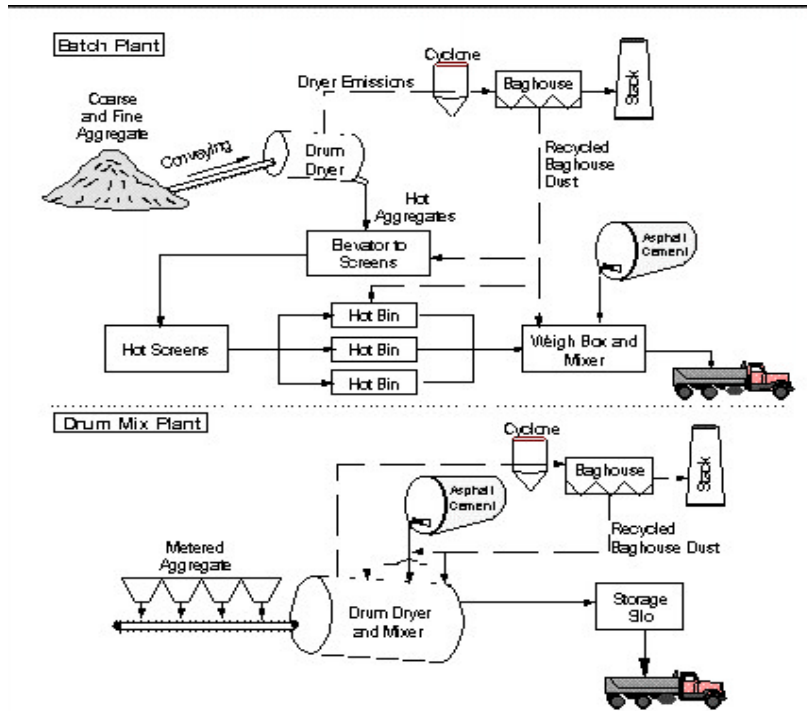 Batch Plant
Cyclone
Dryer Emissions
Baghouse
Stack
Coarse
and Fine
Aggregate
Conveying
Drum
Dryer
Recycled
Baghouse
Dust
Hot
Aggregates
Elevator to
Screens
Asphalt
Cement
Hot Bin
Hot Screens
Hot Bin
Weigh Box and
Mixer
Hot Bin
Drum Mix Plant
Cyclone
Baghouse
Stack
Asphalt
Cement
Recycled
Baghouse Dust
Metered
Aggregate
Drum Dryer
and Mixer
Storage
Silo